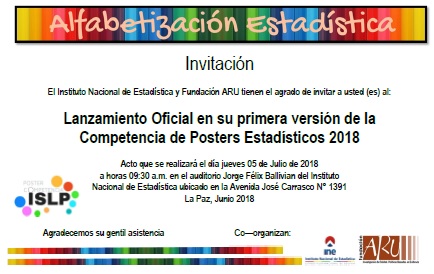 Alfabetización Estadística
Invitación
El Instituto Nacional de Estadística y Fundación ARU tienen el agrado de invitar a usted (es) al:
Lanzamiento Oficial en su primera versión de la
Competencia de Posters Estadísticos 2018
Acto que se realizará el día jueves 05 de Julio de 2018
a horas 09:30 a.m. en el auditorio Jorge Félix Ballivian del Instituto
Nacional de Estadística ubicado en la Avenida José Carrasco N° 1391
La Paz, Junio 2018
ISLP
Agradecemos su gentil asistencia
Co—organizan:
ine
Instituto Nacional de Estadística
Fundación
ARU